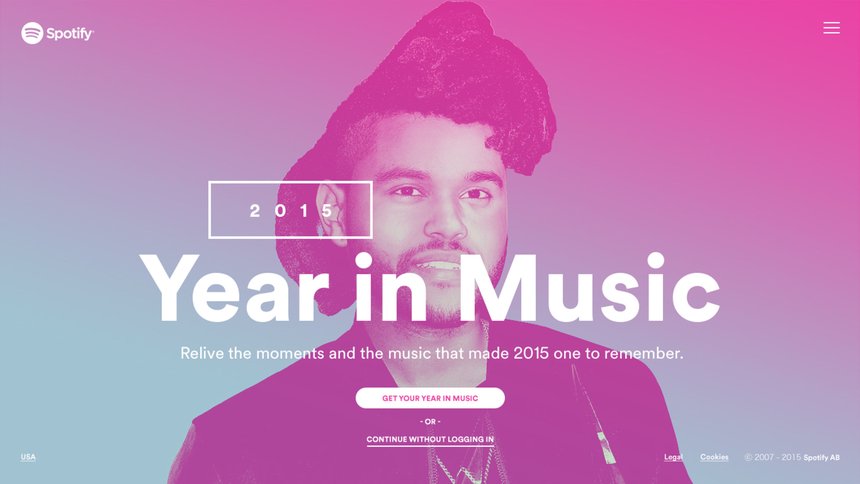 Spotify
2015
Year in Music
Relive the moments and the music that made 2015 one to remember.
GET YOUR YEAR IN MUSIC
- OR -
CONTINUE WITHOUT LOGGING IN
USA
Legal Cookies © 2007 - 2015 Spotify AB